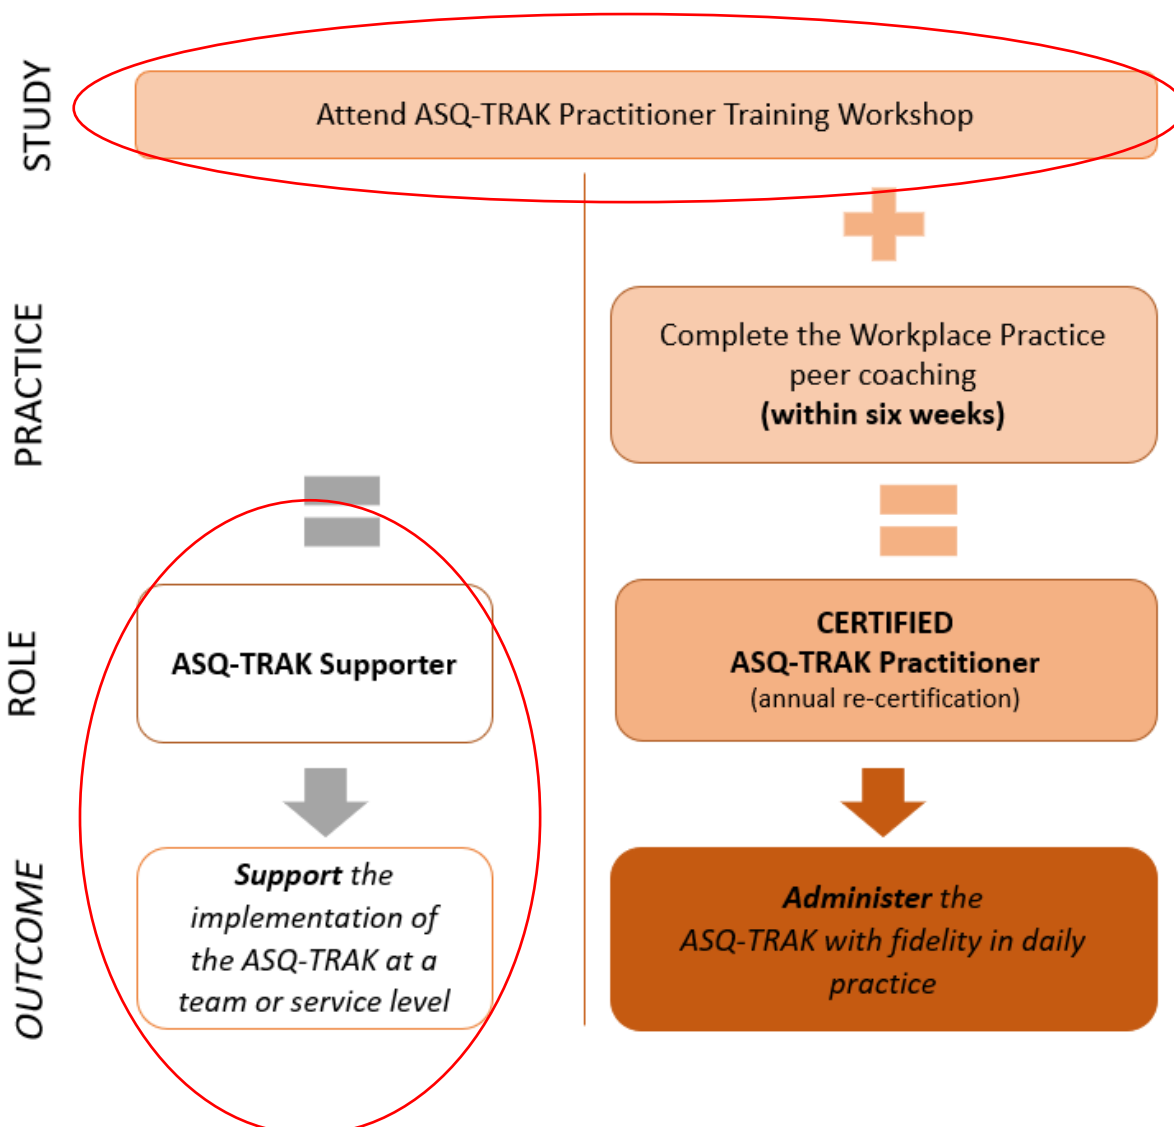 STUDY
Attend ASQ-TRAK Practitioner Training Workshop
PRACTICE
Complete the Workplace Practice
peer coaching
(within six weeks)
ROLE
ASQ-TRAK Supporter
CERTIFIED
ASQ-TRAK Practitioner
(annual re-certification)
OUTCOME
Support the
implementation of
the ASQ-TRAK at a
team or service level
Administer the
ASQ-TRAK with fidelity in daily
practice